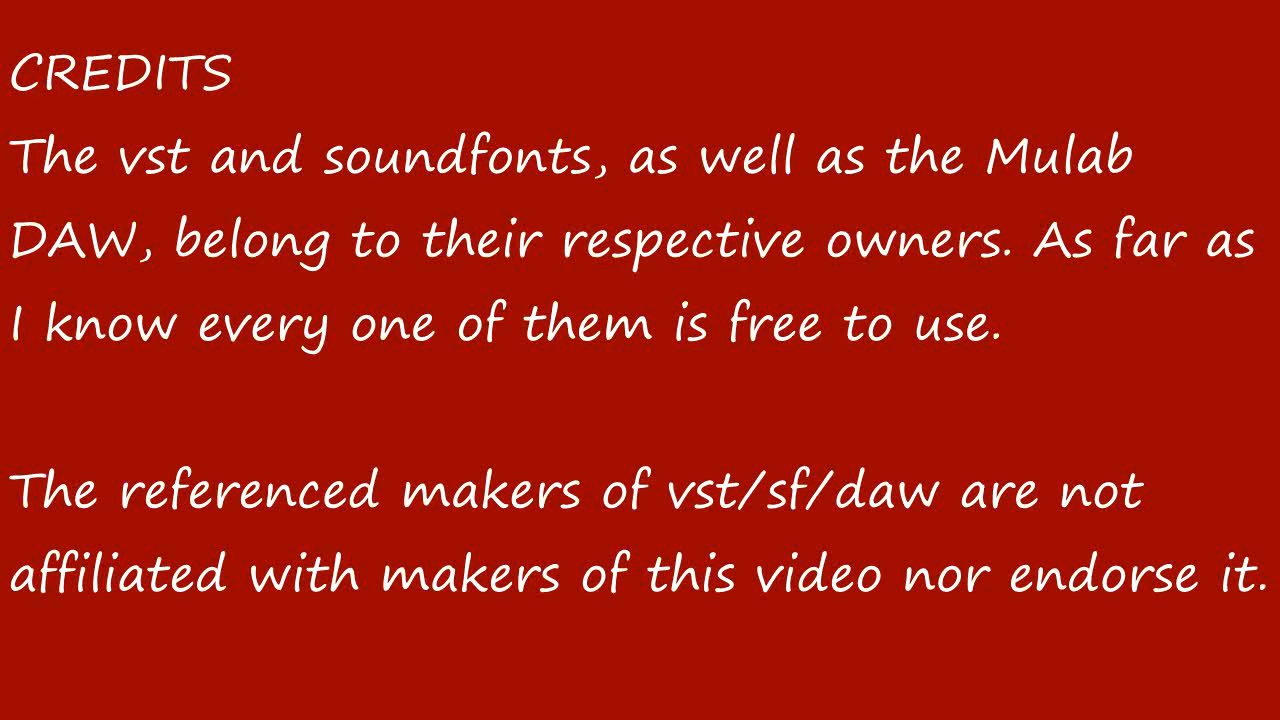 CREDITS
The vst and soundfonts, as well as the Mulab
DAW, belong to their respective owners. As far as
I know every one of them is free to use.
The referenced makers of vst/sf/daw are not
affiliated with makers of this video nor endorse it.